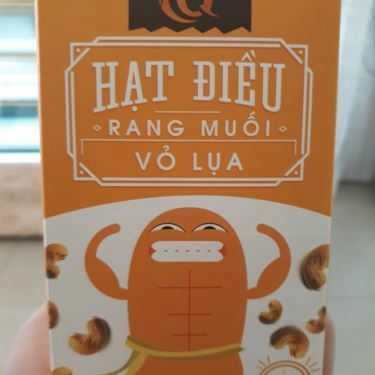 HẠT ĐIỀU
RANG MUỐI
VỎ LỤA